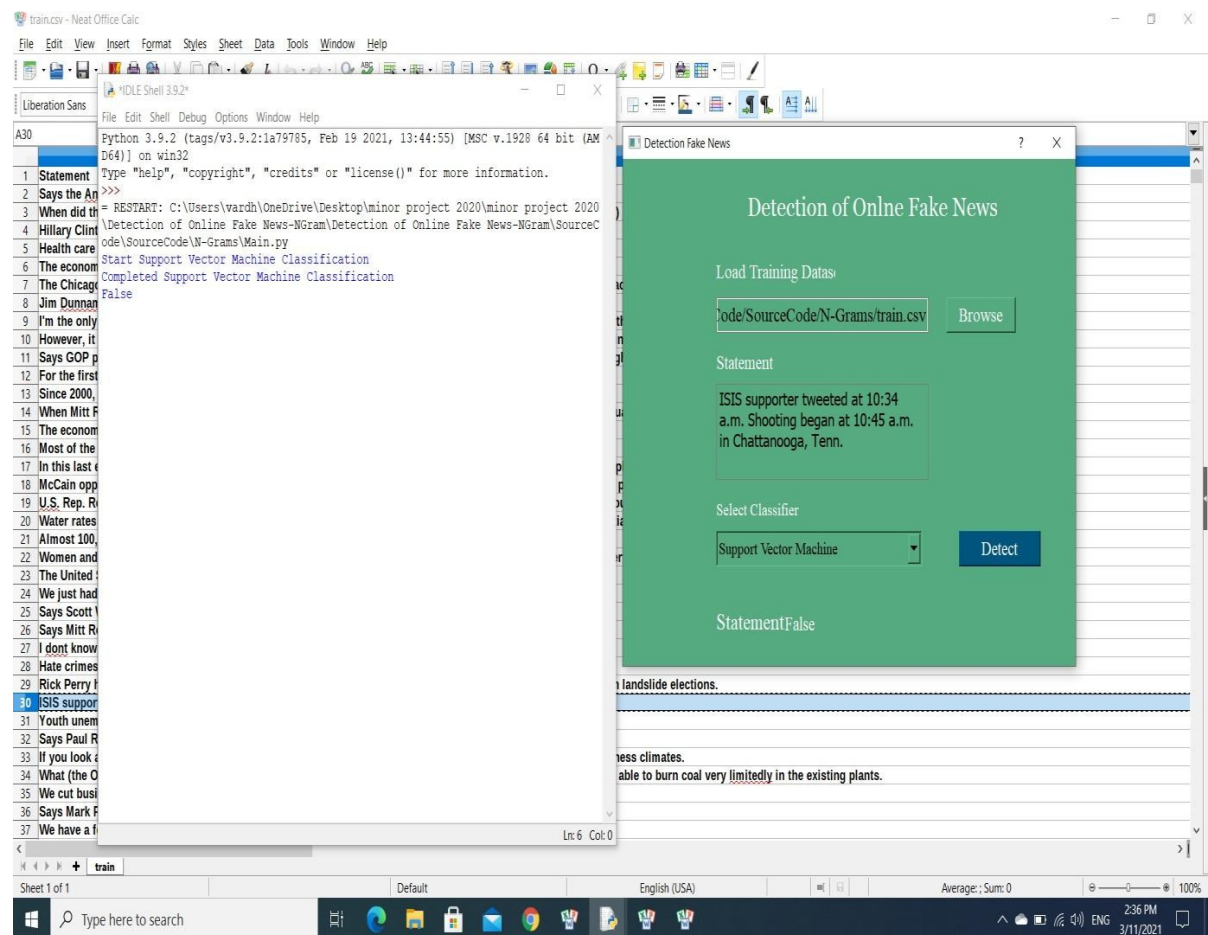 train.csv - Neat Office Calc
File Edit View Insert Format Styles Sheet Data Tools Window Help
Liberation Sans
A30
*IDLE Shell 3.9.2*
File Edit Shell Debug Options Window Help
Python 3.9.2 (tags/v3.9.2:1a79785, Feb 19 2021, 13:44:55) [MSC v.1928 64 bit (AM
D64)] on win32
Type "help", "copyright", "credits" or "license()" for more information.
>>>
= RESTART: C:\Users\vardh\OneDrive\Desktop\minor project 2020\minor project 2020
\Detection of Online Fake News-NGram\Detection of Online Fake News-NGram\SourceC
ode\SourceCode\N-Grams\Main.py
Start Support Vector Machine Classification
Completed Support Vector Machine Classification
False
Ln: 6 Col: 0
Detection Fake News
Detection of Onlne Fake News
Load Training Datas
Code/SourceCode/N-Grams/train.csv
Browse
Statement
ISIS supporter tweeted at 10:34
a.m. Shooting began at 10:45 a.m.
in Chattanooga, Tenn.
Select Classifier
Support Vector Machine
Detect
StatementFalse
1 Statement
2 Says the An
3 When did th
4 Hillary Clint
5 Health care
6 The econom
7 The Chicago
8 Jim Dunnan
9 I'm the only
10 However, it
11 Says GOP p
12 For the first
13 Since 2000,
14 When Mitt R
15 The econom
16 Most of the
17 In this last e
18 McCain opp
19 U.S. Rep. R
20 Water rates
21 Almost 100,
22 Women and
23 The United
24 We just had
25 Says Scott
26 Says Mitt R
27 I dont know
28 Hate crimes
29 Rick Perry h
n landslide elections.
30 ISIS suppor
31 Youth unem
32 Says Paul R
33 If you look a
ness climates.
34 What (the O
able to burn coal very limitedly in the existing plants.
35 We cut busi
36 Says Mark P
37 We have a f
train
Sheet 1 of 1
Default
English (USA)
Average: ; Sum: 0
100%
Type here to search
ENG
2:36 PM
3/11/2021